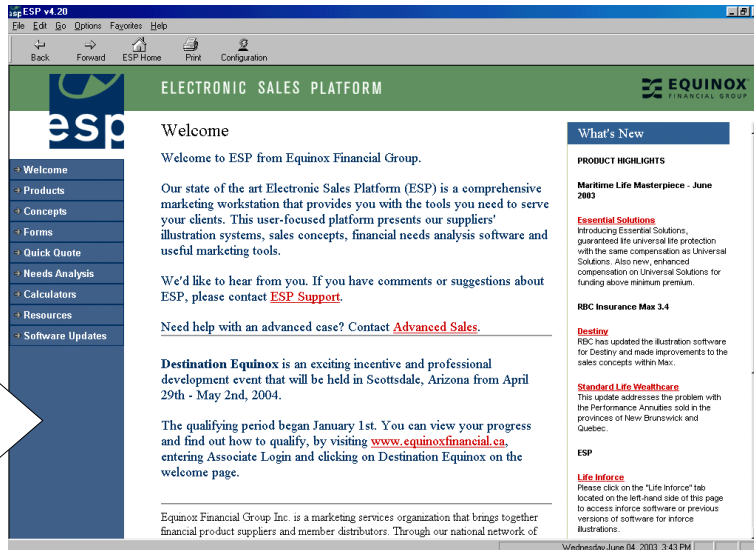 ESP v4.20
File Edit Go Options Favorites Help
Back Forward ESP Home Print Configuration
esp
ELECTRONIC SALES PLATFORM
EQUINOX
FINANCIAL GROUP
Welcome
Products
Concepts
Forms
Quick Quote
Needs Analysis
Calculators
Resources
Software Updates
Welcome
Welcome to ESP from Equinox Financial Group.
Our state of the art Electronic Sales Platform (ESP) is a comprehensive
marketing workstation that provides you with the tools you need to serve
your clients. This user-focused platform presents our suppliers'
illustration systems, sales concepts, financial needs analysis software and
useful marketing tools.
We'd like to hear from you. If you have comments or suggestions about
ESP, please contact ESP Support.
Need help with an advanced case? Contact Advanced Sales.
Destination Equinox is an exciting incentive and professional
development event that will be held in Scottsdale, Arizona from April
29th - May 2nd, 2004.
The qualifying period began January 1st. You can view your progress
and find out how to qualify, by visiting www.equinoxfinancial.ca,
entering Associate Login and clicking on Destination Equinox on the
welcome page.
Equinox Financial Group Inc. is a marketing services organization that brings together
financial product suppliers and member distributors. Through our national network of
What's New
PRODUCT HIGHLIGHTS
Maritime Life Masterpiece - June
2003
Essential Solutions
Introducing Essential Solutions,
guaranteed life universal life protection
with the same compensation as Universal
Solutions. Also new, enhanced
compensation on Universal Solutions for
funding above minimum premium.
RBC Insurance Max 3.4
Destiny
RBC has updated the illustration software
for Destiny and made improvements to the
sales concepts within Max.
Standard Life Wealthcare
This update addresses the problem with
the Performance Annuities sold in the
provinces of New Brunswick and
Quebec.
ESP
Life Inforce
Please click on the "Life Inforce" tab
located on the left-hand side of this page
to access inforce software or previous
versions of software for inforce
illustrations.
Wednesday June 04, 2003 3:43 PM